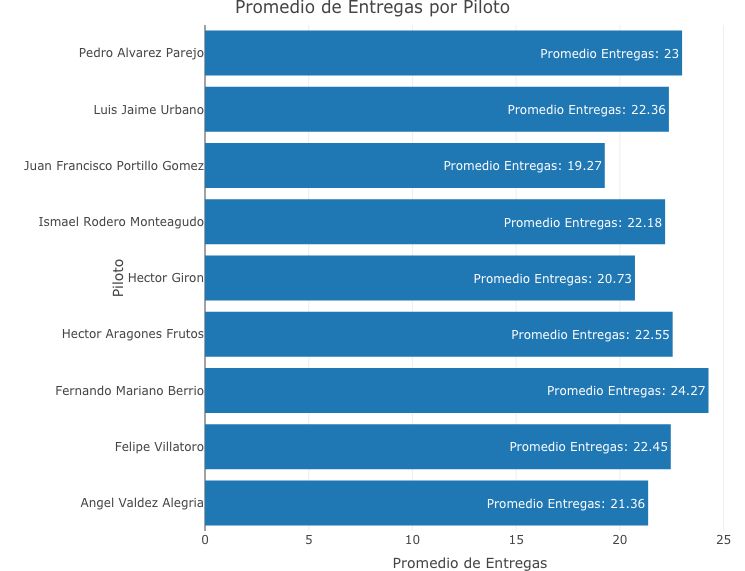 Promedio de Entregas por Piloto
Pedro Alvarez Parejo
Promedio Entregas: 23
Luis Jaime Urbano
Promedio Entregas: 22.36
Juan Francisco Portillo Gomez
Promedio Entregas: 19.27
Ismael Rodero Monteagudo
Promedio Entregas: 22.18
Piloto
Hector Giron
Promedio Entregas: 20.73
Hector Aragones Frutos
Promedio Entregas: 22.55
Fernando Mariano Berrio
Promedio Entregas: 24.27
Felipe Villatoro
Promedio Entregas: 22.45
Angel Valdez Alegria
Promedio Entregas: 21.36
0 5 10 15 20 25
Promedio de Entregas